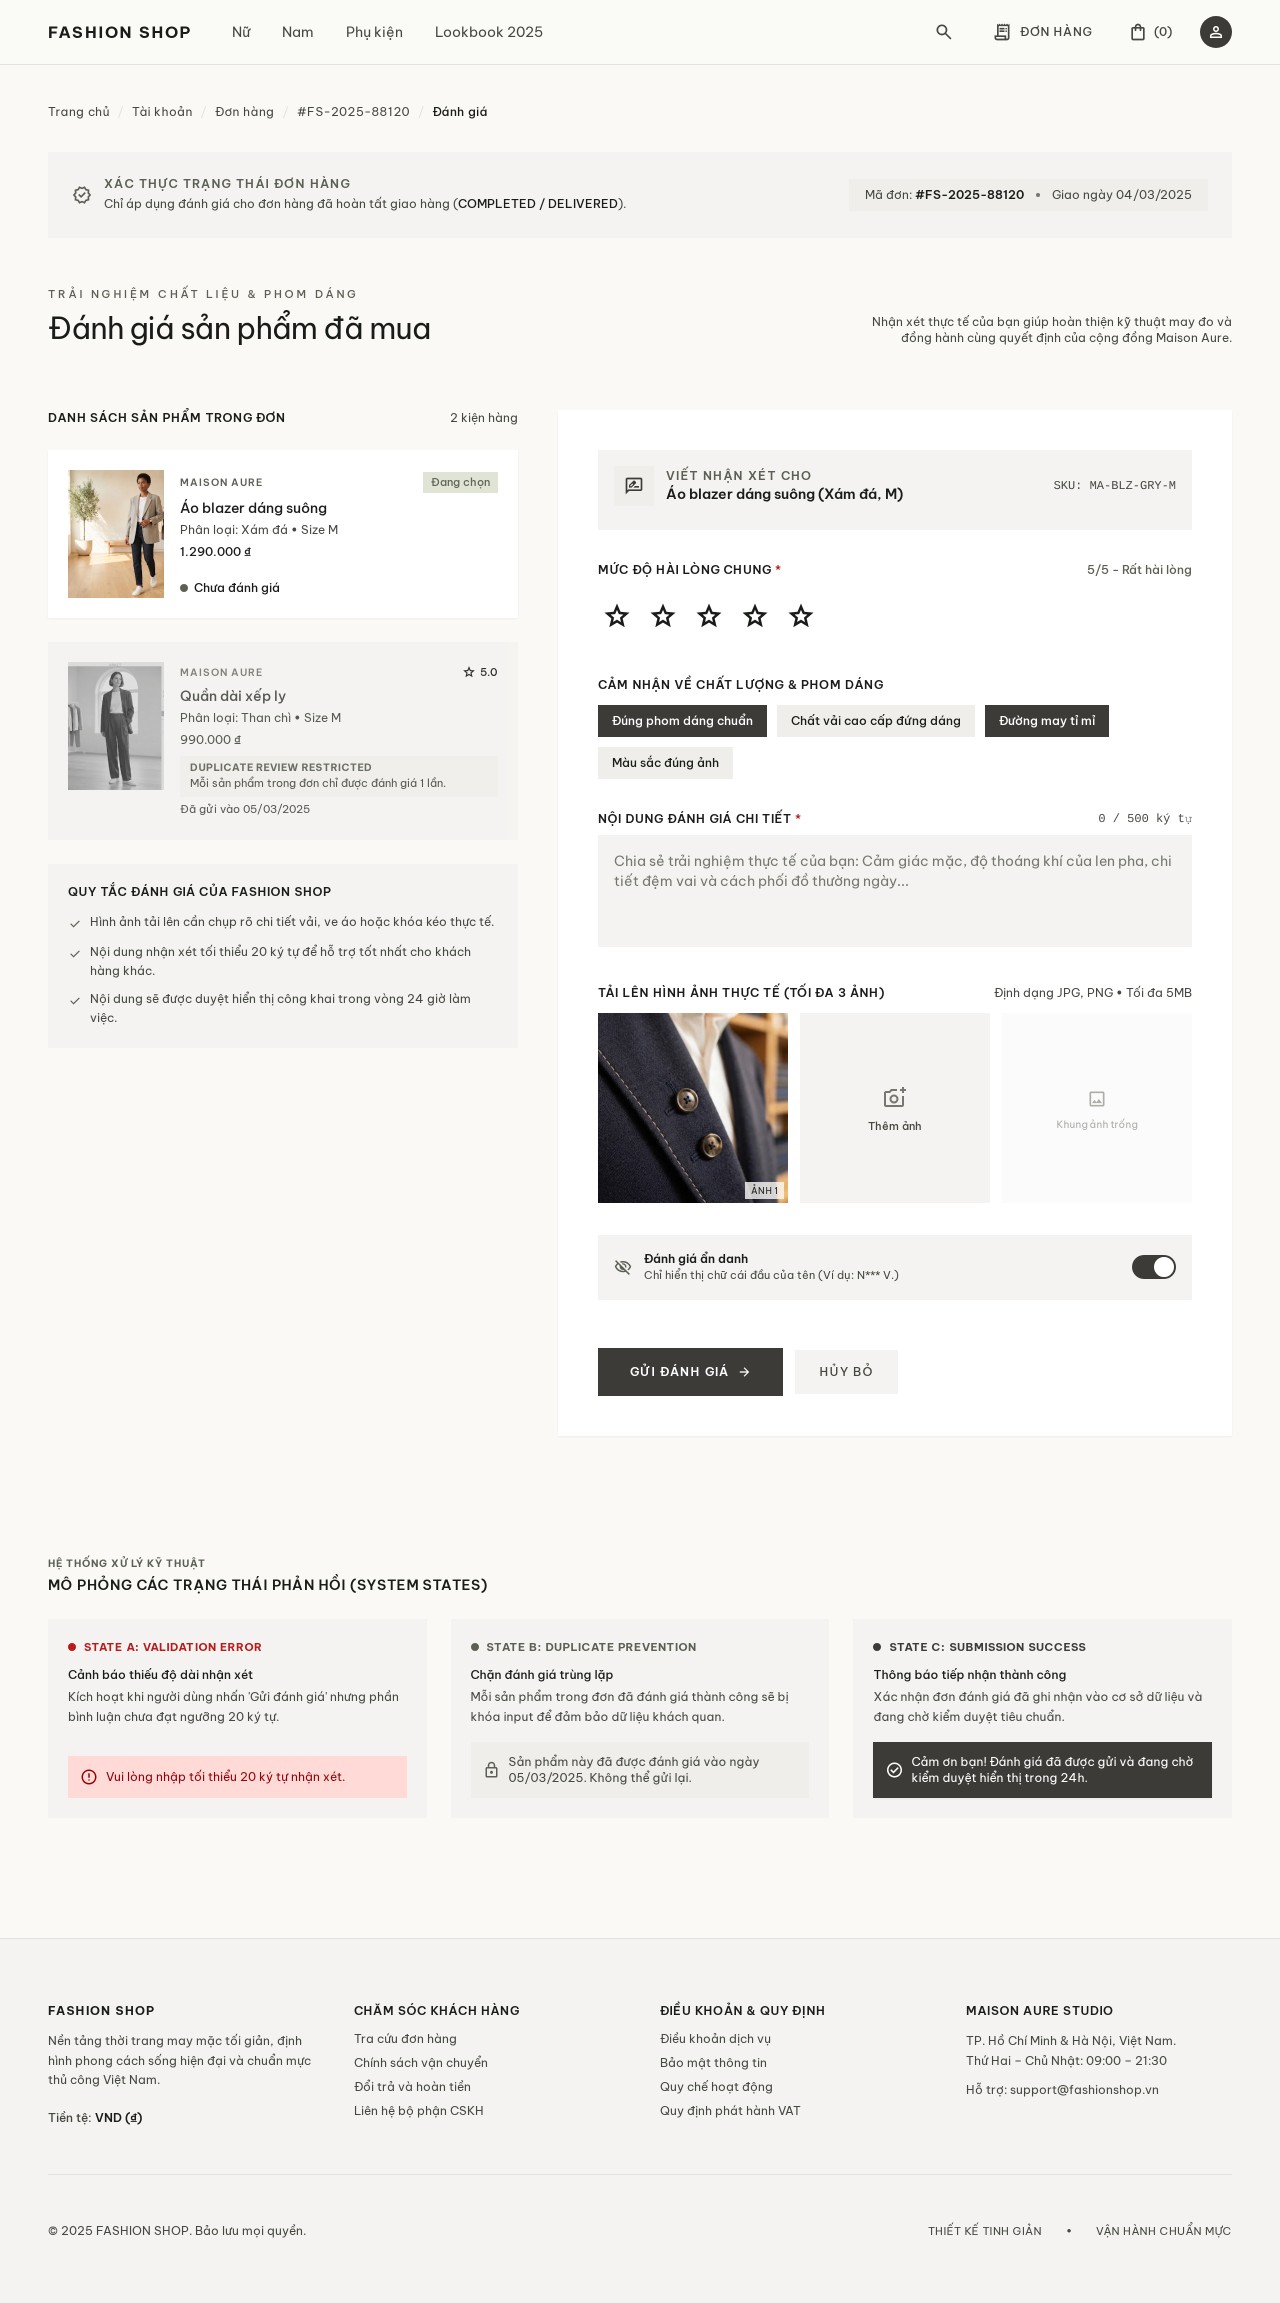 FASHION SHOP Nữ Nam Phụ kiện Lookbook 2025 ĐƠN HÀNG (0)
Trang chủ / Tài khoản / Đơn hàng / #FS-2025-88120 / Đánh giá
XÁC THỰC TRẠNG THÁI ĐƠN HÀNG
Chỉ áp dụng đánh giá cho đơn hàng đã hoàn tất giao hàng (COMPLETED / DELIVERED).
Mã đơn: #FS-2025-88120 • Giao ngày 04/03/2025
TRẢI NGHIỆM CHẤT LIỆU & PHOM DÁNG
Đánh giá sản phẩm đã mua
Nhận xét thực tế của bạn giúp hoàn thiện kỹ thuật may đo và
đồng hành cùng quyết định của cộng đồng Maison Aure.
DANH SÁCH SẢN PHẨM TRONG ĐƠN 2 kiện hàng
MAISON AURE Đang chọn
Áo blazer dáng suông
Phân loại: Xám đá • Size M
1.290.000 ₫
Chưa đánh giá
MAISON AURE 5.0
Quần dài xếp ly
Phân loại: Than chì • Size M
990.000 ₫
DUPLICATE REVIEW RESTRICTED
Mỗi sản phẩm trong đơn chỉ được đánh giá 1 lần.
Đã gửi vào 05/03/2025
QUY TẮC ĐÁNH GIÁ CỦA FASHION SHOP
Hình ảnh tải lên cần chụp rõ chi tiết vải, ve áo hoặc khóa kéo thực tế.
Nội dung nhận xét tối thiểu 20 ký tự để hỗ trợ tốt nhất cho khách
hàng khác.
Nội dung sẽ được duyệt hiển thị công khai trong vòng 24 giờ làm
việc.
VIẾT NHẬN XÉT CHO
Áo blazer dáng suông (Xám đá, M)
SKU: MA-BLZ-GRY-M
MỨC ĐỘ HÀI LÒNG CHUNG * 5/5 - Rất hài lòng
CẢM NHẬN VỀ CHẤT LƯỢNG & PHOM DÁNG
Đúng phom dáng chuẩn Chất vải cao cấp đứng dáng Đường may tỉ mỉ
Màu sắc đúng ảnh
NỘI DUNG ĐÁNH GIÁ CHI TIẾT * 0 / 500 ký tự
Chia sẻ trải nghiệm thực tế của bạn: Cảm giác mặc, độ thoáng khí của len pha, chi
tiết đệm vai và cách phối đồ thường ngày...
TẢI LÊN HÌNH ẢNH THỰC TẾ (TỐI ĐA 3 ẢNH) Định dạng JPG, PNG • Tối đa 5MB
ẢNH 1
Thêm ảnh
Khung ảnh trống
Đánh giá ẩn danh
Chỉ hiển thị chữ cái đầu của tên (Ví dụ: N*** V.)
GỬI ĐÁNH GIÁ → HỦY BỎ
HỆ THỐNG XỬ LÝ KỸ THUẬT
MÔ PHỎNG CÁC TRẠNG THÁI PHẢN HỒI (SYSTEM STATES)
STATE A: VALIDATION ERROR
Cảnh báo thiếu độ dài nhận xét
Kích hoạt khi người dùng nhấn 'Gửi đánh giá' nhưng phần
bình luận chưa đạt ngưỡng 20 ký tự.
Vui lòng nhập tối thiểu 20 ký tự nhận xét.
STATE B: DUPLICATE PREVENTION
Chặn đánh giá trùng lặp
Mỗi sản phẩm trong đơn đã đánh giá thành công sẽ bị
khóa input để đảm bảo dữ liệu khách quan.
Sản phẩm này đã được đánh giá vào ngày
05/03/2025. Không thể gửi lại.
STATE C: SUBMISSION SUCCESS
Thông báo tiếp nhận thành công
Xác nhận đơn đánh giá đã ghi nhận vào cơ sở dữ liệu và
đang chờ kiểm duyệt tiêu chuẩn.
Cảm ơn bạn! Đánh giá đã được gửi và đang chờ
kiểm duyệt hiển thị trong 24h.
FASHION SHOP
Nền tảng thời trang may mặc tối giản, định
hình phong cách sống hiện đại và chuẩn mực
thủ công Việt Nam.
Tiền tệ: VND (₫)
CHĂM SÓC KHÁCH HÀNG
Tra cứu đơn hàng
Chính sách vận chuyển
Đổi trả và hoàn tiền
Liên hệ bộ phận CSKH
ĐIỀU KHOẢN & QUY ĐỊNH
Điều khoản dịch vụ
Bảo mật thông tin
Quy chế hoạt động
Quy định phát hành VAT
MAISON AURE STUDIO
TP. Hồ Chí Minh & Hà Nội, Việt Nam.
Thứ Hai – Chủ Nhật: 09:00 – 21:30
Hỗ trợ: support@fashionshop.vn
© 2025 FASHION SHOP. Bảo lưu mọi quyền.
THIẾT KẾ TINH GIẢN • VẬN HÀNH CHUẨN MỰC